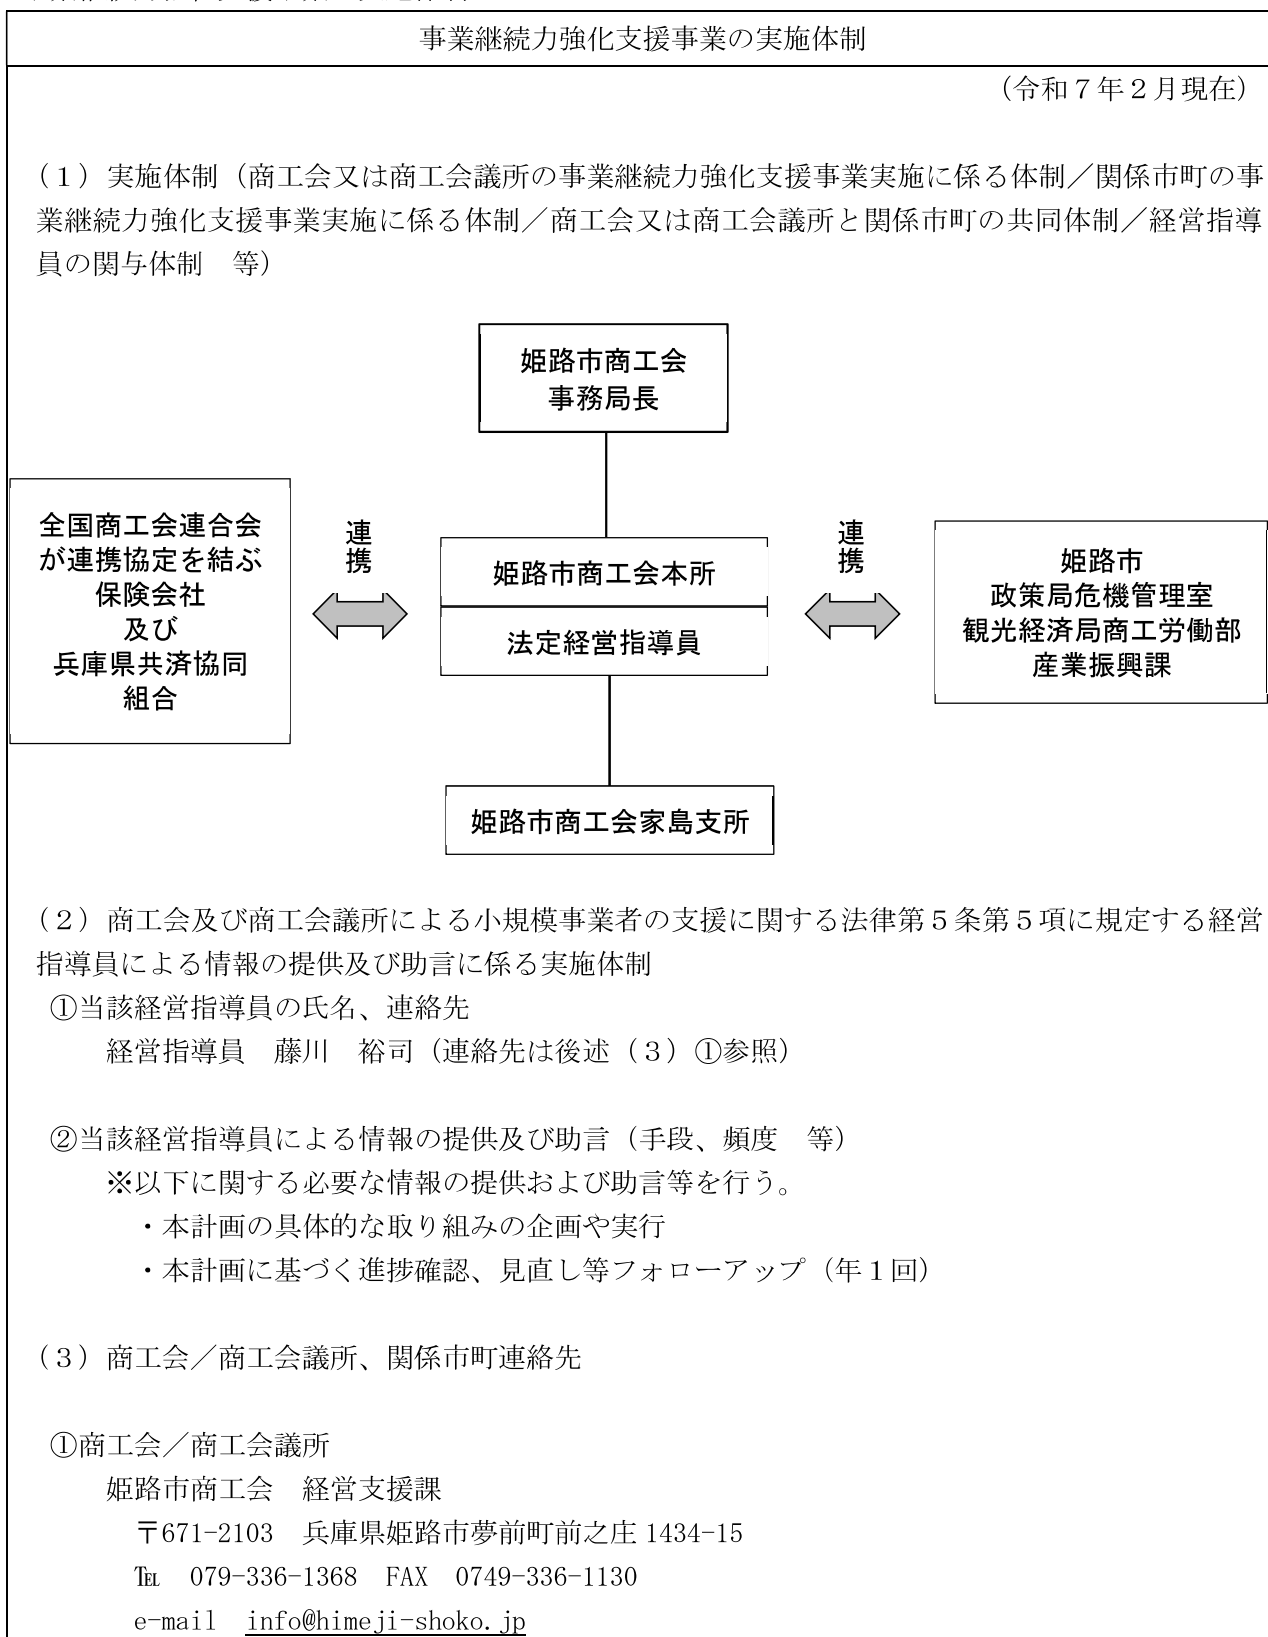 事業継続力強化支援事業の実施体制
（令和７年２月現在）
（１）実施体制（商工会又は商工会議所の事業継続力強化支援事業実施に係る体制／関係市町の事
業継続力強化支援事業実施に係る体制／商工会又は商工会議所と関係市町の共同体制／経営指導
員の関与体制　等）
姫路市商工会
事務局長
全国商工会連合会
が連携協定を結ぶ
保険会社
及び
兵庫県共済協同
組合
連携
姫路市商工会本所
法定経営指導員
連携
姫路市
政策局危機管理室
観光経済局商工労働部
産業振興課
姫路市商工会家島支所
（２）商工会及び商工会議所による小規模事業者の支援に関する法律第５条第５項に規定する経営
指導員による情報の提供及び助言に係る実施体制
①当該経営指導員の氏名、連絡先
経営指導員　藤川　裕司（連絡先は後述（３）①参照）
②当該経営指導員による情報の提供及び助言（手段、頻度　等）
※以下に関する必要な情報の提供および助言等を行う。
・本計画の具体的な取り組みの企画や実行
・本計画に基づく進捗確認、見直し等フォローアップ（年１回）
（３）商工会／商工会議所、関係市町連絡先
①商工会／商工会議所
姫路市商工会　経営支援課
〒671-2103　兵庫県姫路市夢前町前之庄 1434-15
℡　079-336-1368　FAX　0749-336-1130
e-mail　info@himeji-shoko.jp